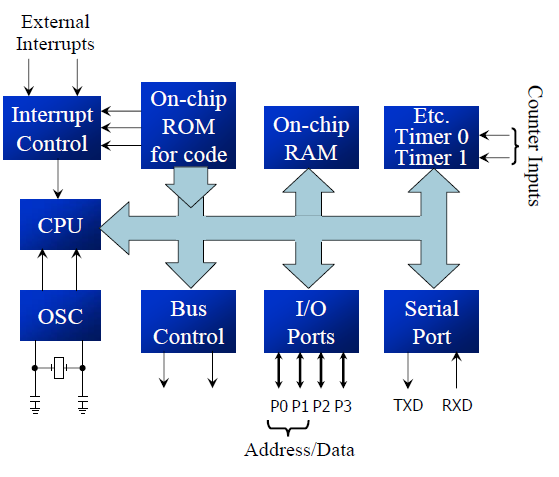 External
Interrupts
Interrupt
Control
On-chip
ROM
for code
On-chip
RAM
Etc.
Timer 0
Timer 1
Counter Inputs
CPU
OSC
Bus
Control
I/O
Ports
Serial
Port
P0 P1 P2 P3
TXD
RXD
Address/Data